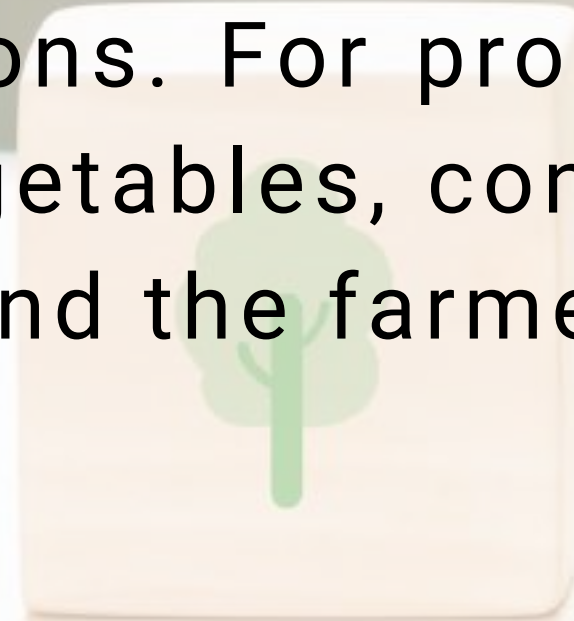 ons. For pro
getables, con
nd the farme